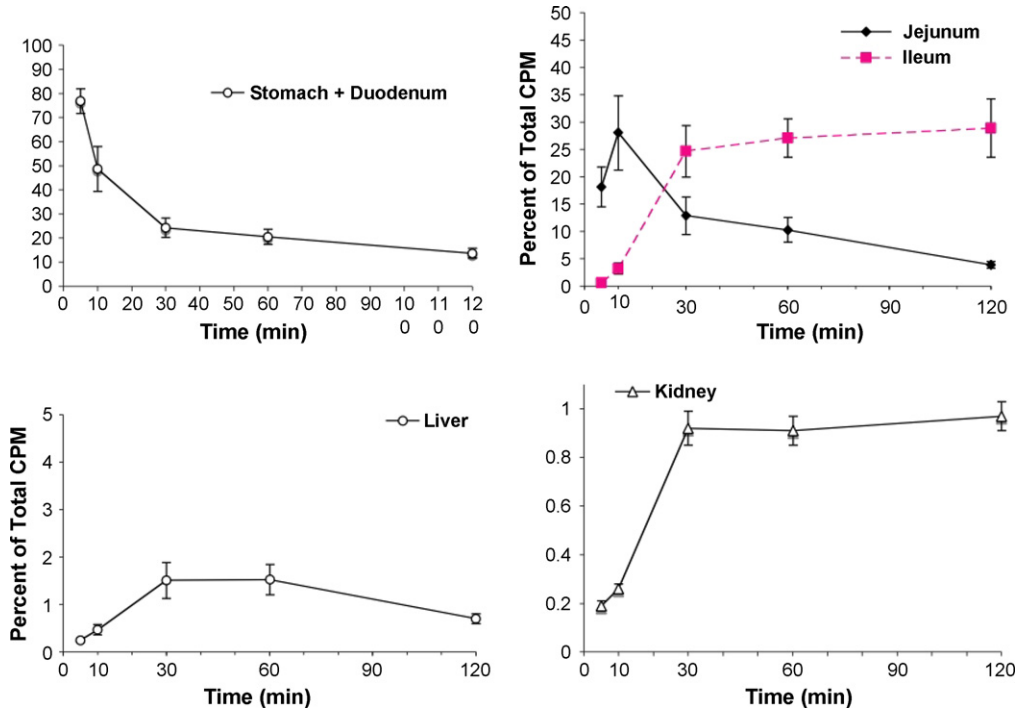 100
90
80
70
60
50
40
30
20
10
0
Stomach + Duodenum
0 10 20 30 40 50 60 70 80 90 10 11 12
0 0 0
Time (min)
Percent of Total CPM
50
45
40
35
30
25
20
15
10
5
0
Jejunum
Ileum
0 10 30 60 90 120
Time (min)
Percent of Total CPM
5
4
3
2
1
0
Liver
0 10 30 60 90 120
Time (min)
1
0.8
0.6
0.4
0.2
0
Kidney
0 10 30 60 90 120
Time (min)